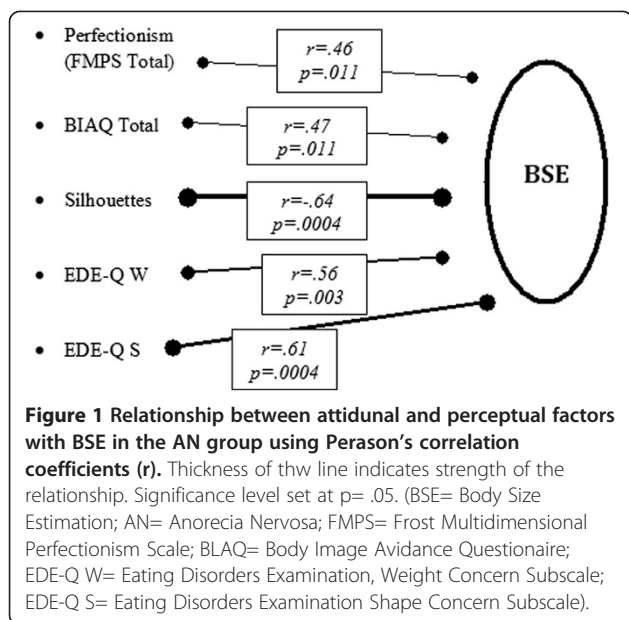 • Perfectionism
(FMPS Total)
r=.46
p=.011
• BIAQ Total
r=.47
p=.011
• Silhouettes
r=-.64
p=.0004
BSE
• EDE-Q W
r=.56
p=.003
• EDE-Q S
r=.61
p=.0004
Figure 1 Relationship between attidunal and perceptual factors
with BSE in the AN group using Perason's correlation
coefficients (r). Thickness of thw line indicates strength of the
relationship. Significance level set at p= .05. (BSE= Body Size
Estimation; AN= Anorecia Nervosa; FMPS= Frost Multidimensional
Perfectionism Scale; BLAQ= Body Image Avidance Questionaire;
EDE-Q W= Eating Disorders Examination, Weight Concern Subscale;
EDE-Q S= Eating Disorders Examination Shape Concern Subscale).